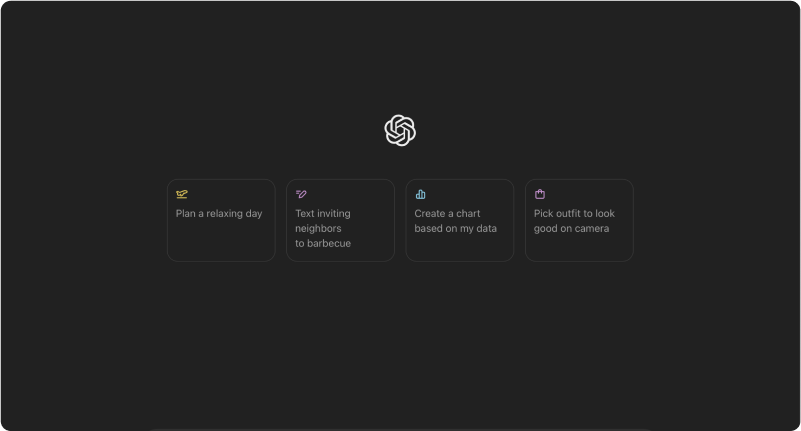 Plan a relaxing day
Text inviting
neighbors
to barbecue
Create a chart
based on my data
Pick outfit to look
good on camera